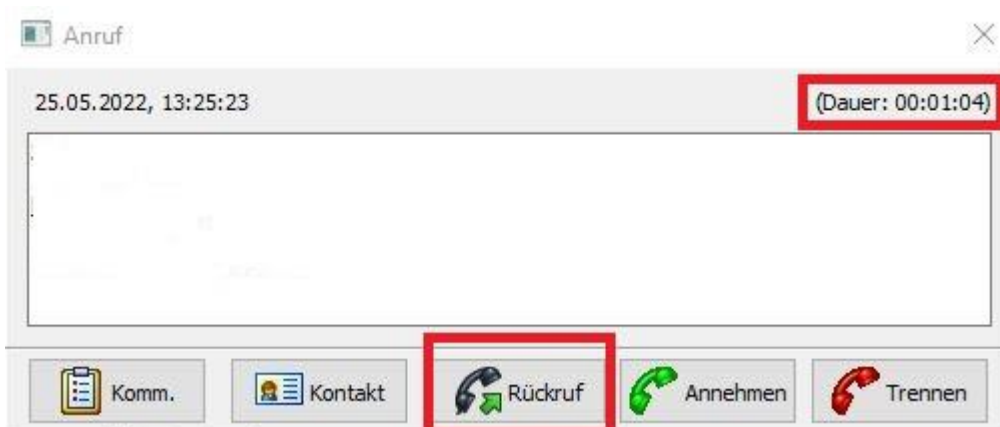 Anruf
25.05.2022, 13:25:23 (Dauer: 00:01:04)
Komm. Kontakt Rückruf Annehmen Trennen